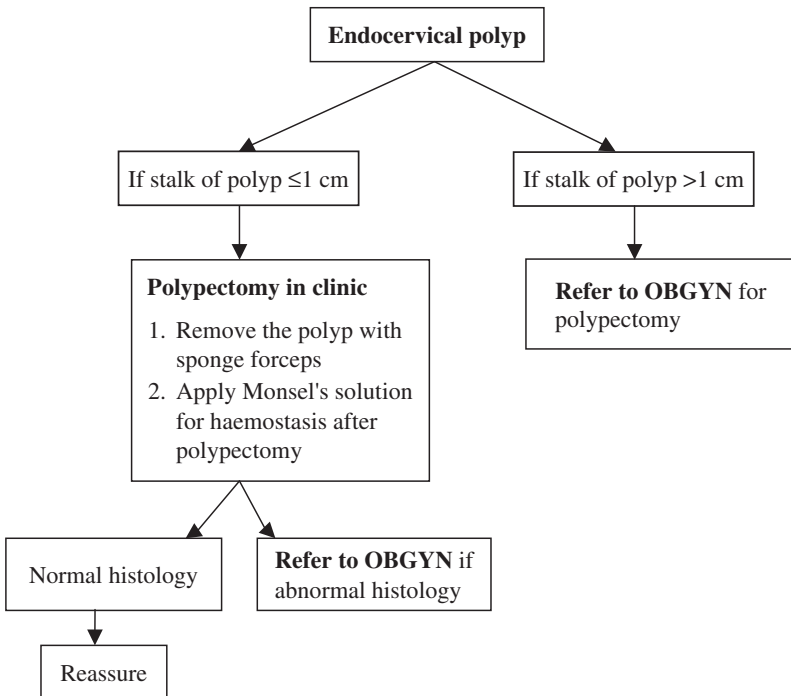 Endocervical polyp
If stalk of polyp ≤1 cm
If stalk of polyp >1 cm
Polypectomy in clinic
1. Remove the polyp with
sponge forceps
2. Apply Monsel's solution
for haemostasis after
polypectomy
Refer to OBGYN for
polypectomy
Normal histology
Refer to OBGYN if
abnormal histology
Reassure